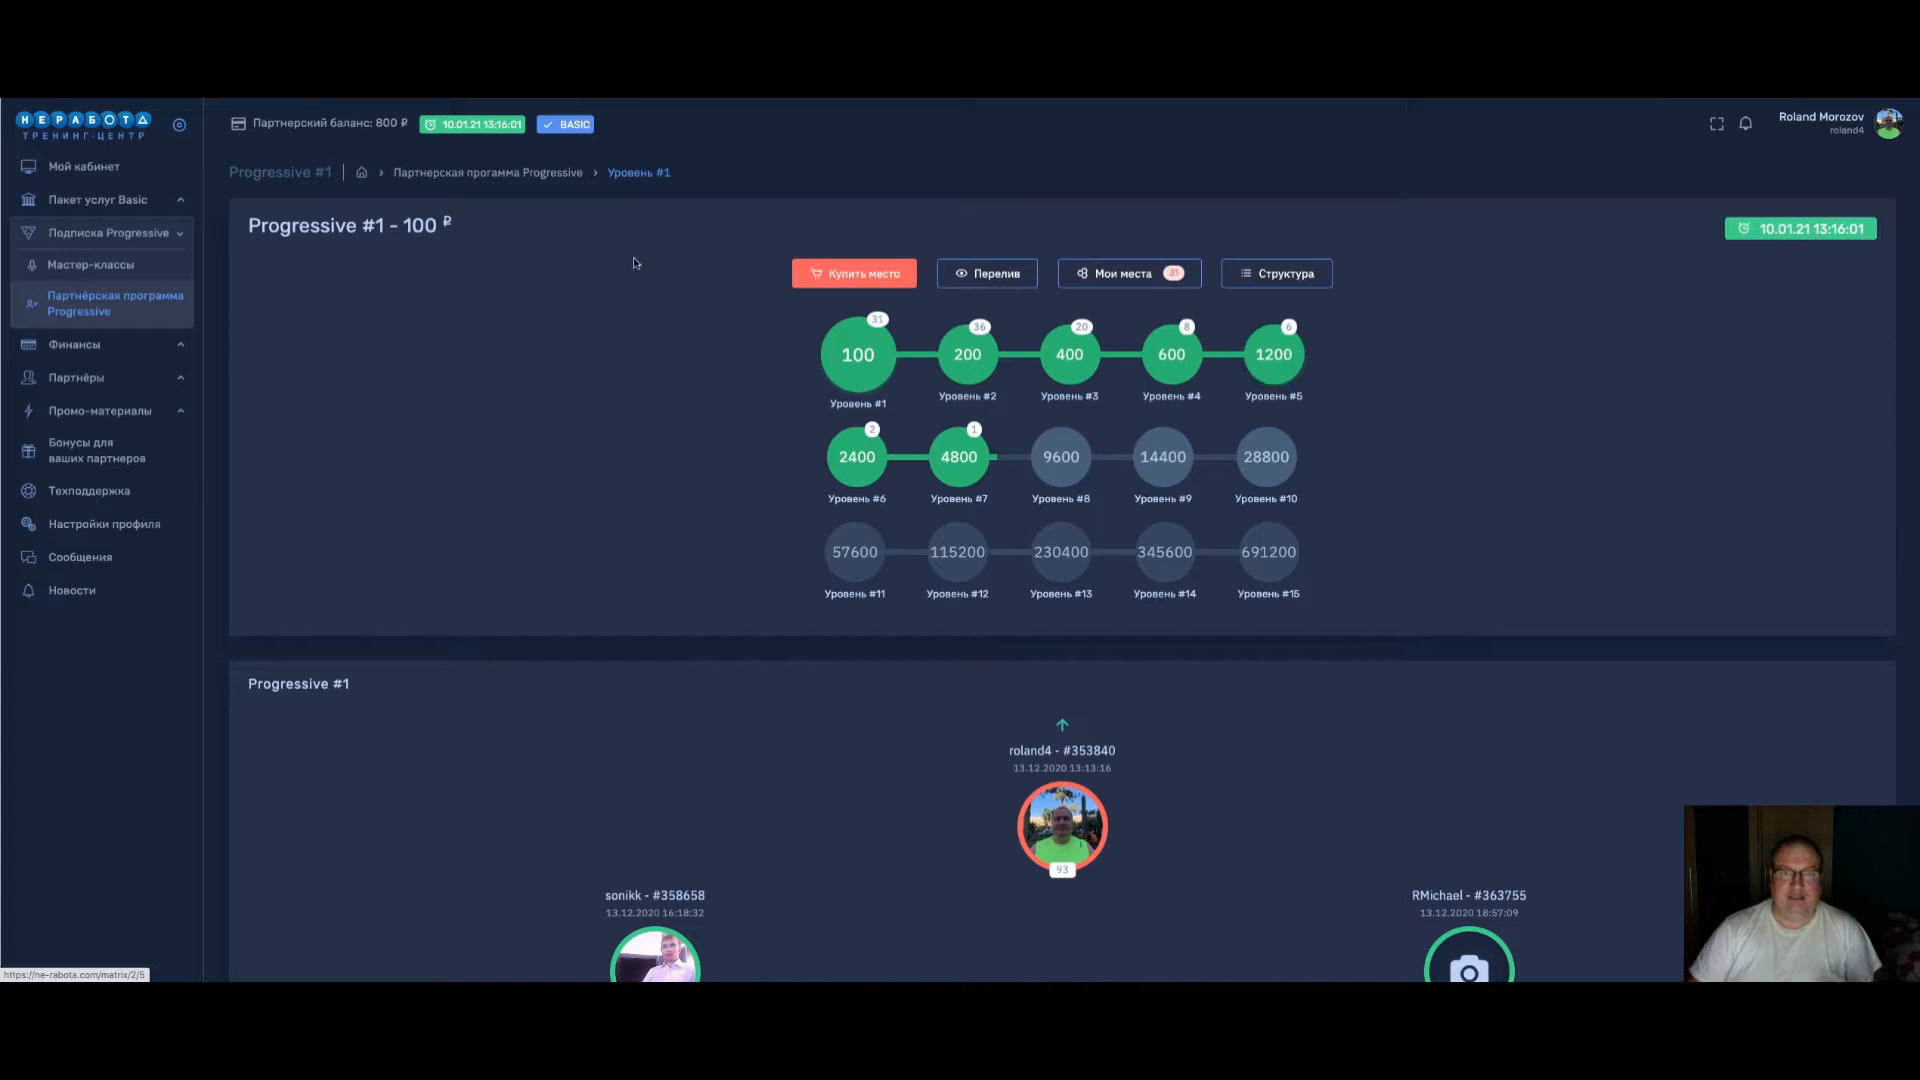 НЕРАБОТА
ТРЕНИНГ-ЦЕНТР
Партнерский баланс: 800 ₽
10.01.21 13:16:01
BASIC
Roland Morozov
roland4
Мой кабинет
Пакет услуг Basic
Подписка Progressive
Мастер-классы
Партнёрская программа
Progressive
Финансы
Партнёры
Промо-материалы
Бонусы для
ваших партнеров
Техподдержка
Настройки профиля
Сообщения
Новости
Progressive #1
Партнерская прогамма Progressive
Уровень #1
Progressive #1 - 100 ₽
10.01.21 13:16:01
Купить место
Перелив
Мои места 31
Структура
31 36 20 8 6
100 200 400 600 1200
Уровень #1 Уровень #2 Уровень #3 Уровень #4 Уровень #5
2 1
2400 4800 9600 14400 28800
Уровень #6 Уровень #7 Уровень #8 Уровень #9 Уровень #10
57600 115200 230400 345600 691200
Уровень #11 Уровень #12 Уровень #13 Уровень #14 Уровень #15
Progressive #1
roland4 - #353840
13.12.2020 13:13:16
93
sonikk - #358658
13.12.2020 16:18:32
RMichael - #363755
13.12.2020 18:57:09
https://ne-rabota.com/matrix/2/5